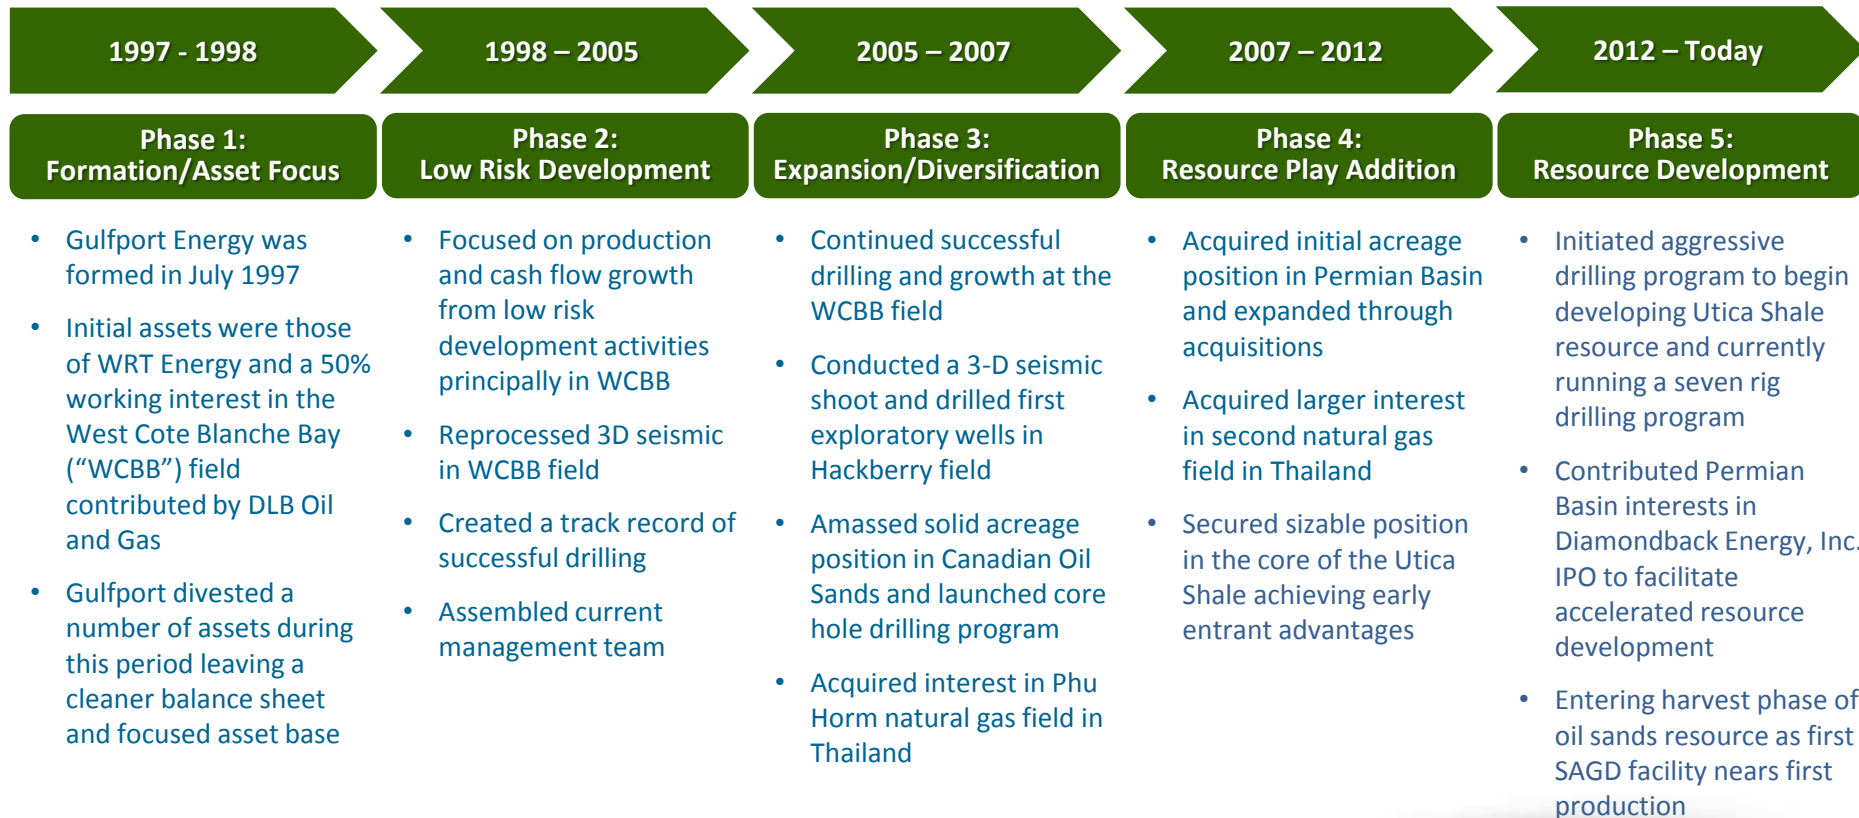 1997 - 1998
1998 – 2005
2005 – 2007
2007 – 2012
2012 – Today
Phase 1:
Formation/Asset Focus
Phase 2:
Low Risk Development
Phase 3:
Expansion/Diversification
Phase 4:
Resource Play Addition
Phase 5:
Resource Development
• Gulfport Energy was
formed in July 1997
• Initial assets were those
of WRT Energy and a 50%
working interest in the
West Cote Blanche Bay
(“WCBB”) field
contributed by DLB Oil
and Gas
• Gulfport divested a
number of assets during
this period leaving a
cleaner balance sheet
and focused asset base
• Focused on production
and cash flow growth
from low risk
development activities
principally in WCBB
• Reprocessed 3D seismic
in WCBB field
• Created a track record of
successful drilling
• Assembled current
management team
• Continued successful
drilling and growth at the
WCBB field
• Conducted a 3-D seismic
shoot and drilled first
exploratory wells in
Hackberry field
• Amassed solid acreage
position in Canadian Oil
Sands and launched core
hole drilling program
• Acquired interest in Phu
Horm natural gas field in
Thailand
• Acquired initial acreage
position in Permian Basin
and expanded through
acquisitions
• Acquired larger interest
in second natural gas
field in Thailand
• Secured sizable position
in the core of the Utica
Shale achieving early
entrant advantages
• Initiated aggressive
drilling program to begin
developing Utica Shale
resource and currently
running a seven rig
drilling program
• Contributed Permian
Basin interests in
Diamondback Energy, Inc.
IPO to facilitate
accelerated resource
development
• Entering harvest phase of
oil sands resource as first
SAGD facility nears first
production